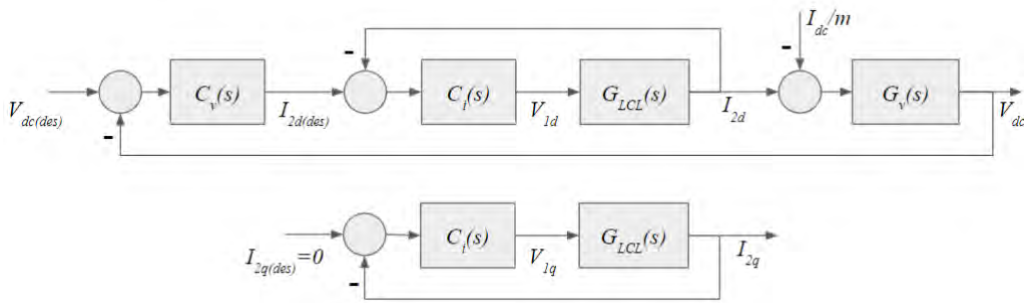 I_dc/m
-
-
C_v(s)
C_i(s)
G_LCL(s)
G_v(s)
V_dc(des)
I_2d(des)
V_1d
I_2d
V_dc
-
C_i(s)
G_LCL(s)
I_2q(des)=0
V_1q
I_2q
-